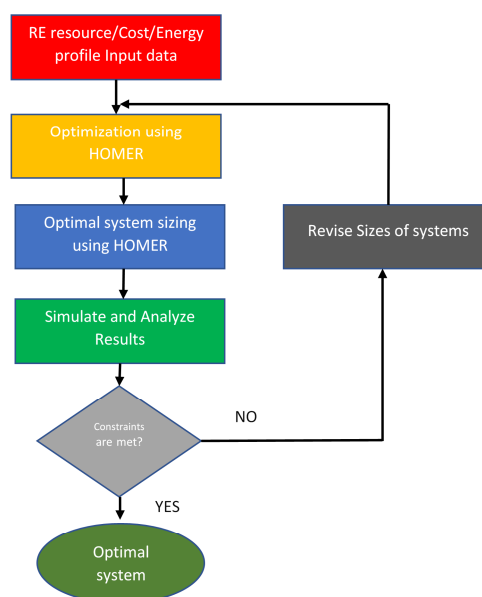 RE resource/Cost/Energy
profile Input data
Optimization using
HOMER
Optimal system sizing
using HOMER
Revise Sizes of systems
Simulate and Analyze
Results
Constraints
are met?
NO
YES
Optimal
system